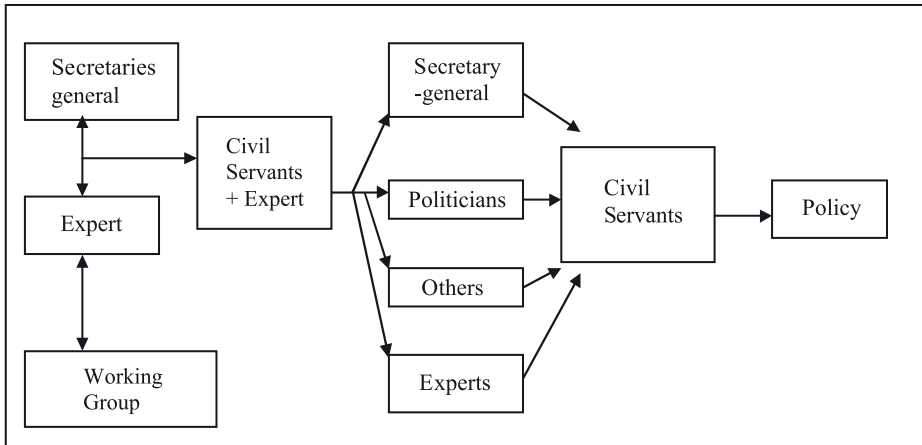 Secretaries
general
Expert
Working
Group
Civil
Servants
+ Expert
Secretary
-general
Politicians
Others
Experts
Civil
Servants
Policy